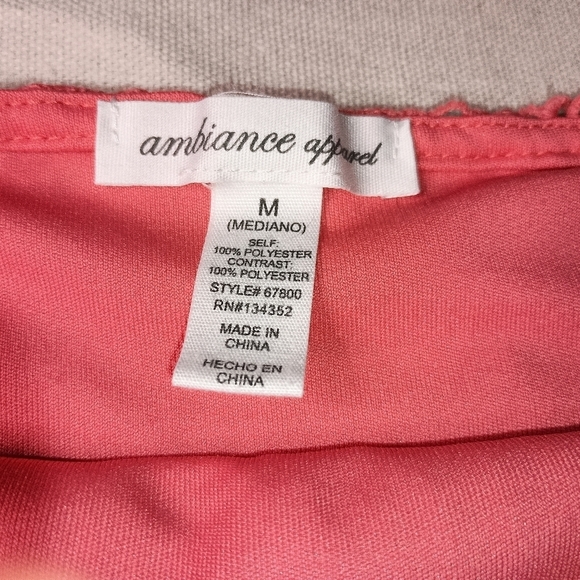 ambiance apparel
M
(MEDIANO)
SELF:
100% POLYESTER
CONTRAST:
100% POLYESTER
STYLE# 67800
RN#134352
MADE IN
CHINA
HECHO EN
CHINA